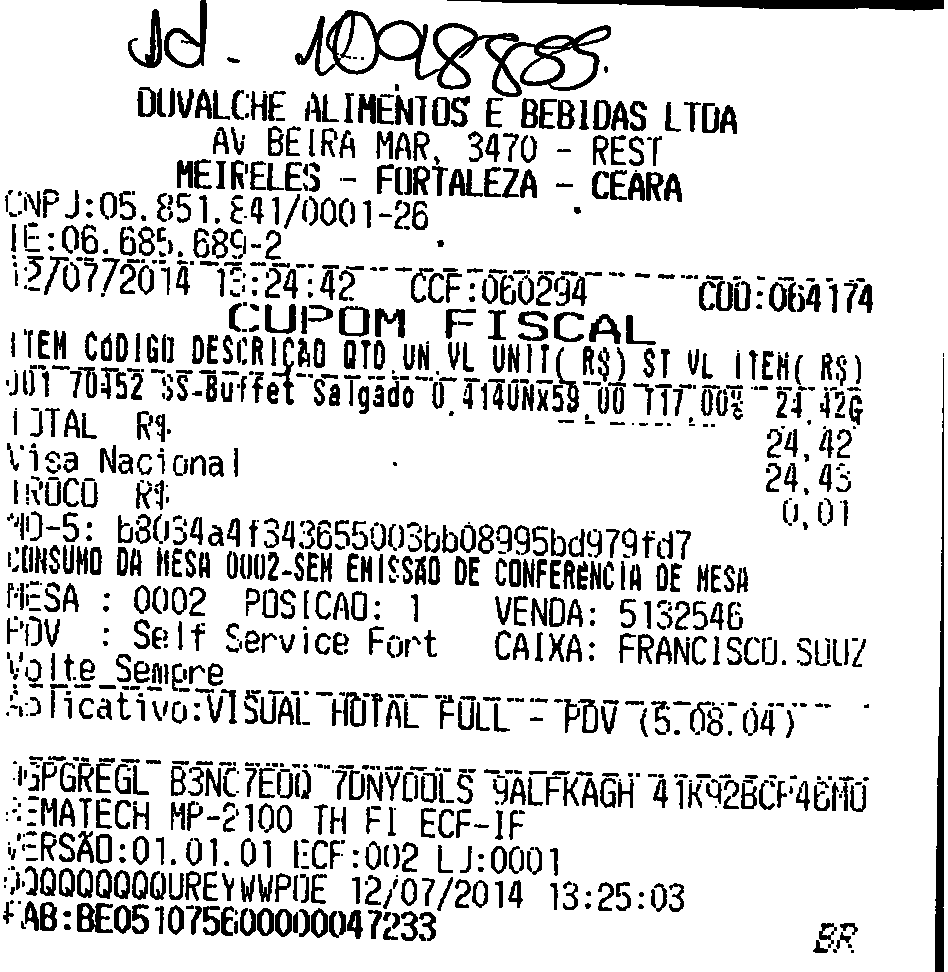 Id. 1098885.
DUVALCHE ALIMENTOS E BEBIDAS LTDA
AV BEIRA MAR, 3470 - REST
MEIRELES - FORTALEZA - CEARA
CNPJ:05.851.841/0001-26
IE:06.685.689-2
12/07/2014 13:24:42 CCF:060294 COO:064174
CUPOM FISCAL
ITEM CÓDIGO DESCRIÇÃO QTD.UN.VL UNIT( R$) ST VL ITEM( R$)
001 70452 SS-Buffet Salgado 0,414UNx59,00 T17,00% 24,42G
TOTAL R$ 24,42
Visa Nacional 24,43
TROCO R$ 0,01
MD-5: b8034a4f343655003bb08995bd979fd7
CONSUMO DA MESA 0002-SEM EMISSÃO DE CONFERÊNCIA DE MESA
MESA : 0002 POSICAO: 1 VENDA: 5132546
PDV : Self Service Fort CAIXA: FRANCISCO.SOUZ
Volte Sempre
Aplicativo:VISUAL HOTAL FULL - PDV (5.08.04)
B3NC7EOQ 7DNYDOLS 9ALFKAGH
BEMATECH MP-2100 TH FI ECF-IF
VERSÃO:01.01.01 ECF:002 LJ:0001
QQQQQQQQQUREYWWPOE 12/07/2014 13:25:03
FAB:BE051075600000047233 BR